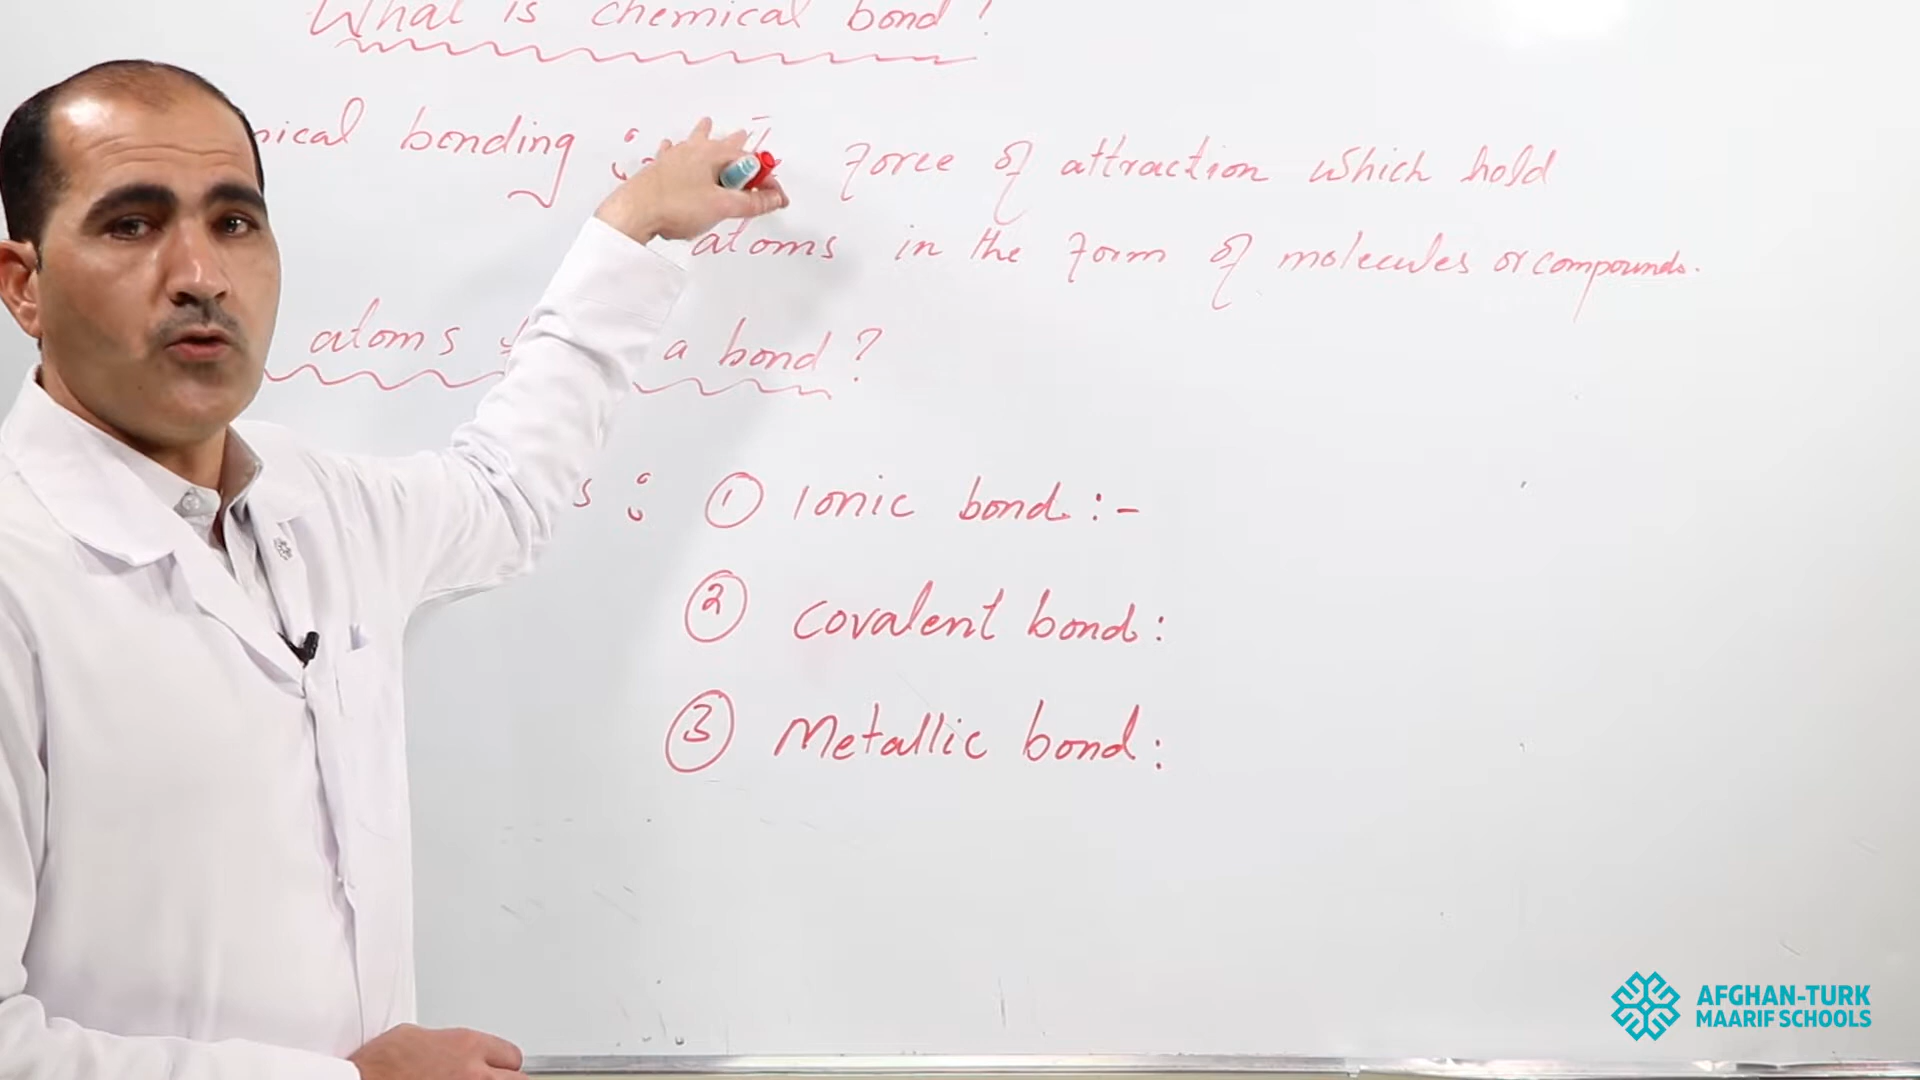 What is chemical bond?
ical bonding : Force of attraction which hold
atoms in the form of molecules or compounds.
atoms a bond?
s : ① Ionic bond :-
② Covalent bond :
③ Metallic bond :
AFGHAN-TURK
MAARIF SCHOOLS